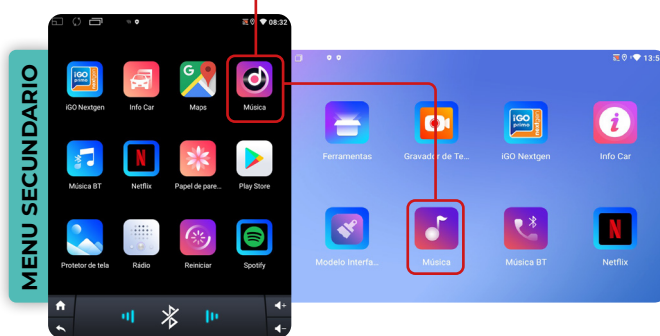 MENU SECUNDARIO
08:32
iGO Nextgen
Info Car
Maps
Música
Música BT
Netflix
Papel de pare...
Play Store
Protetor de tela
Rádio
Reiniciar
Spotify
13:5
Ferramentas
Gravador de Te...
iGO Nextgen
Info Car
Modelo Interfa...
Música
Música BT
Netflix